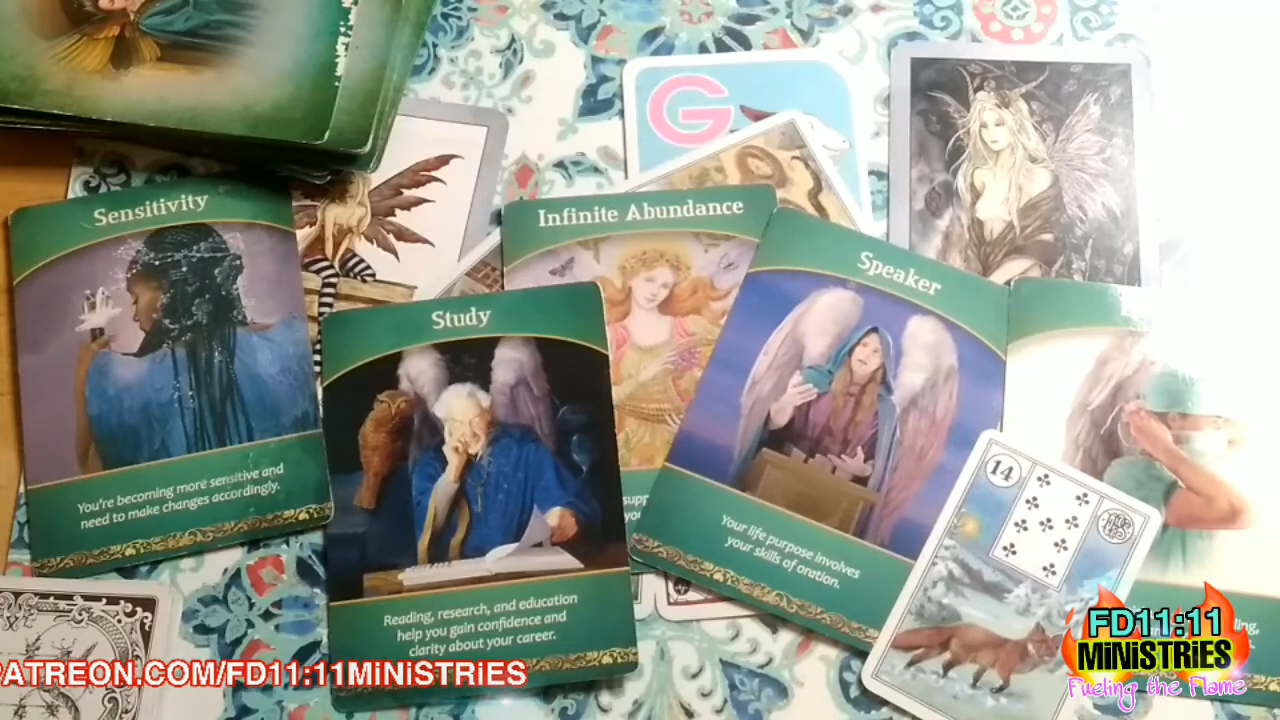 G
Sensitivity
Infinite Abundance
Speaker
Study
You're becoming more sensitive and
need to make changes accordingly.
Your life purpose involves
your skills of oration.
14
Reading, research, and education
help you gain confidence and
clarity about your career.
supp
FD11:11
MiNiSTRiES
Fueling the Flame
ATREON.COM/FD11:11MiNiSTRiES